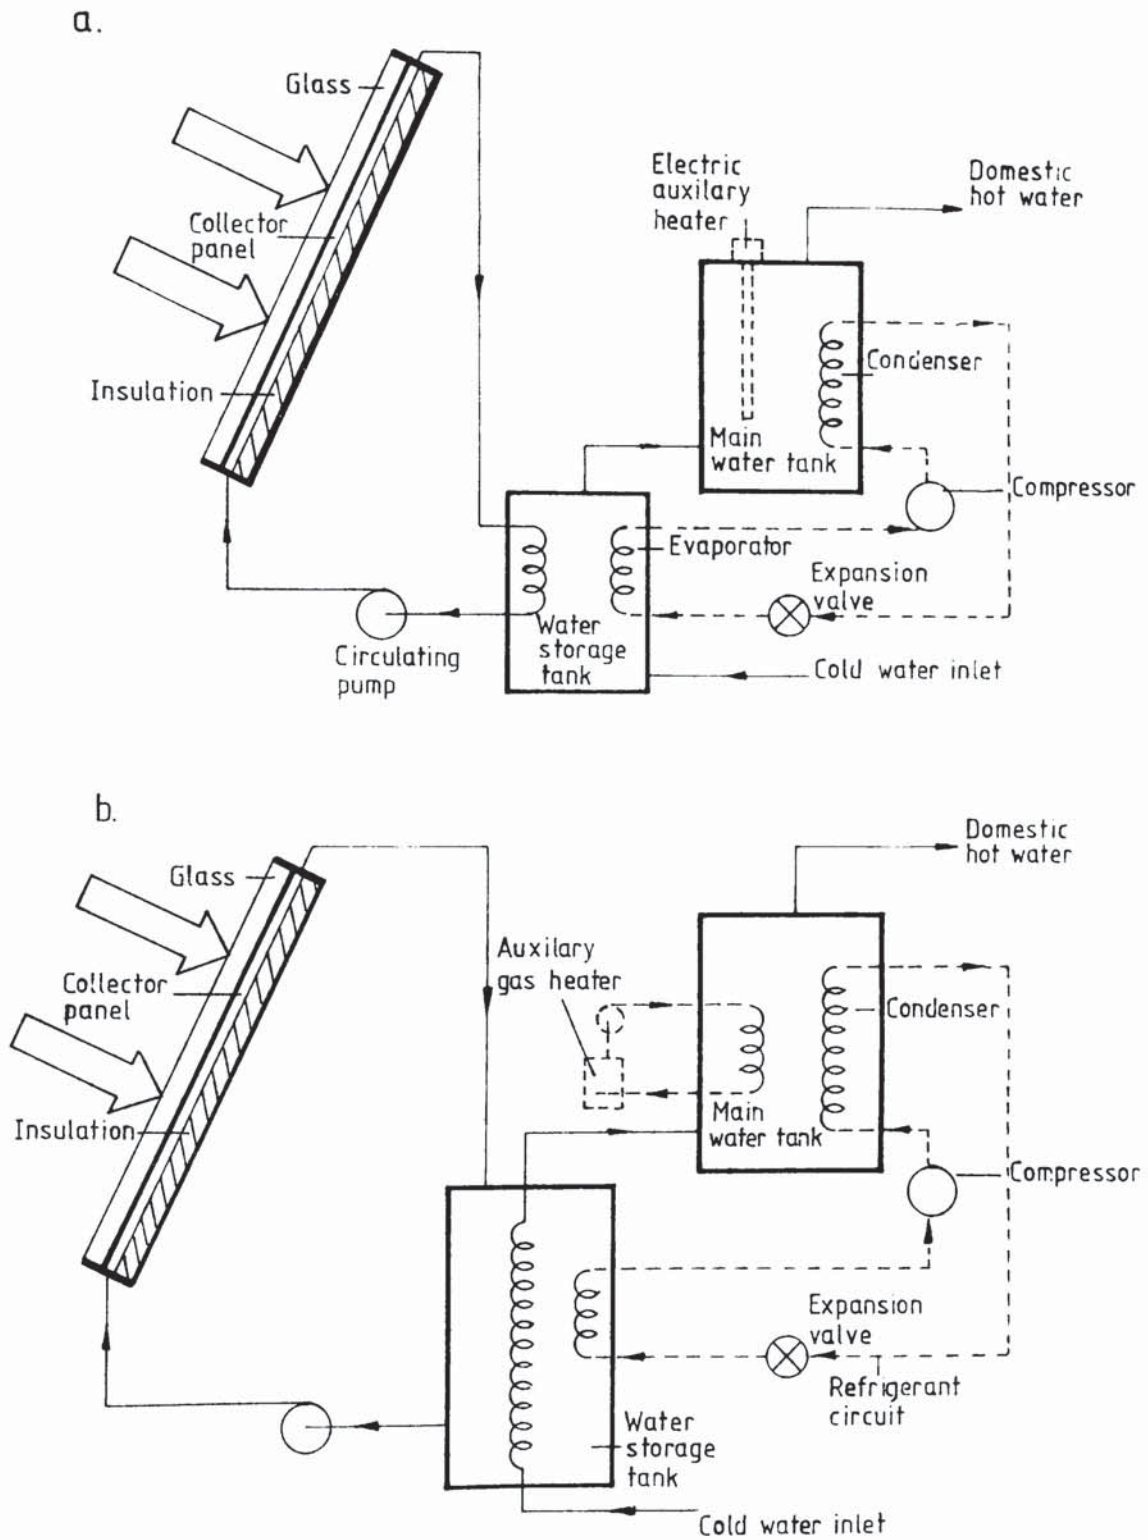 a.
Glass
Collector
panel
Insulation
Electric
auxilary
heater
Domestic
hot water
Condenser
Main
water tank
Compressor
Evaporator
Expansion
valve
Water
storage
tank
Circulating
pump
Cold water inlet
b.
Glass
Collector
panel
Insulation
Auxilary
gas heater
Domestic
hot water
Condenser
Main
water tank
Compressor
Expansion
valve
Refrigerant
circuit
Water
storage
tank
Cold water inlet